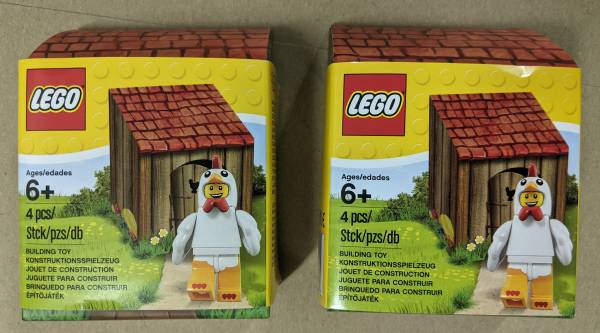 LEGO
Ages/edades
6+
4 pcs/
Stck/pzs/db
BUILDING TOY
KONSTRUKTIONSSPIELZEUG
JOUET DE CONSTRUCTION
JUGUETE PARA CONSTRUIR
BRINQUEDO PARA CONSTRUIR
ÉPÍTŐJÁTÉK
LEGO
Ages/edades
6+
4 pcs/
Stck/pzs/db
BUILDING TOY
KONSTRUKTIONSSPIELZEUG
JOUET DE CONSTRUCTION
JUGUETE PARA CONSTRUIR
BRINQUEDO PARA CONSTRUIR
ÉPÍTŐJÁTÉK